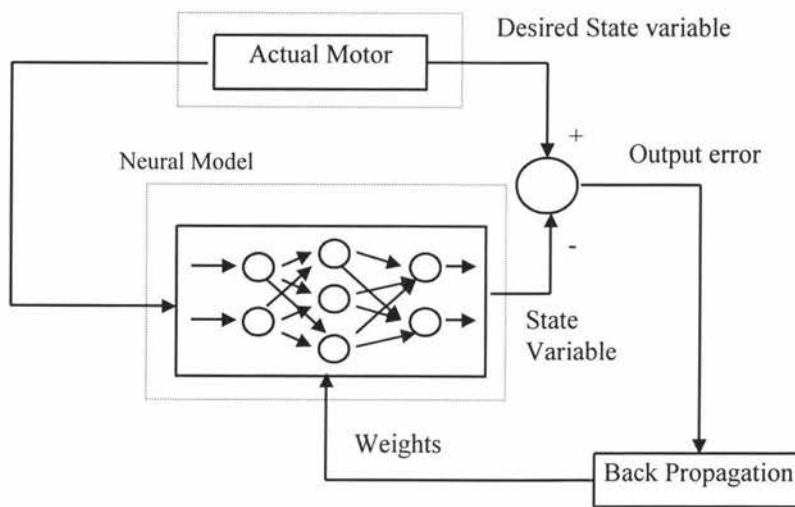 Desired State variable
Actual Motor
+
Output error
Neural Model
-
State
Variable
Weights
Back Propagation